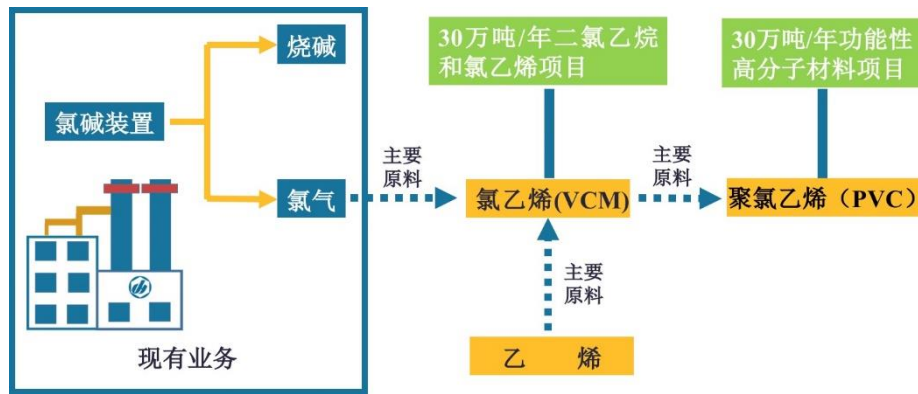 烧碱
氯碱装置
氯气
现有业务
主要
原料
30万吨/年二氯乙烷
和氯乙烯项目
氯乙烯(VCM)
主要
原料
乙 烯
主要
原料
30万吨/年功能性
高分子材料项目
聚氯乙烯（PVC）